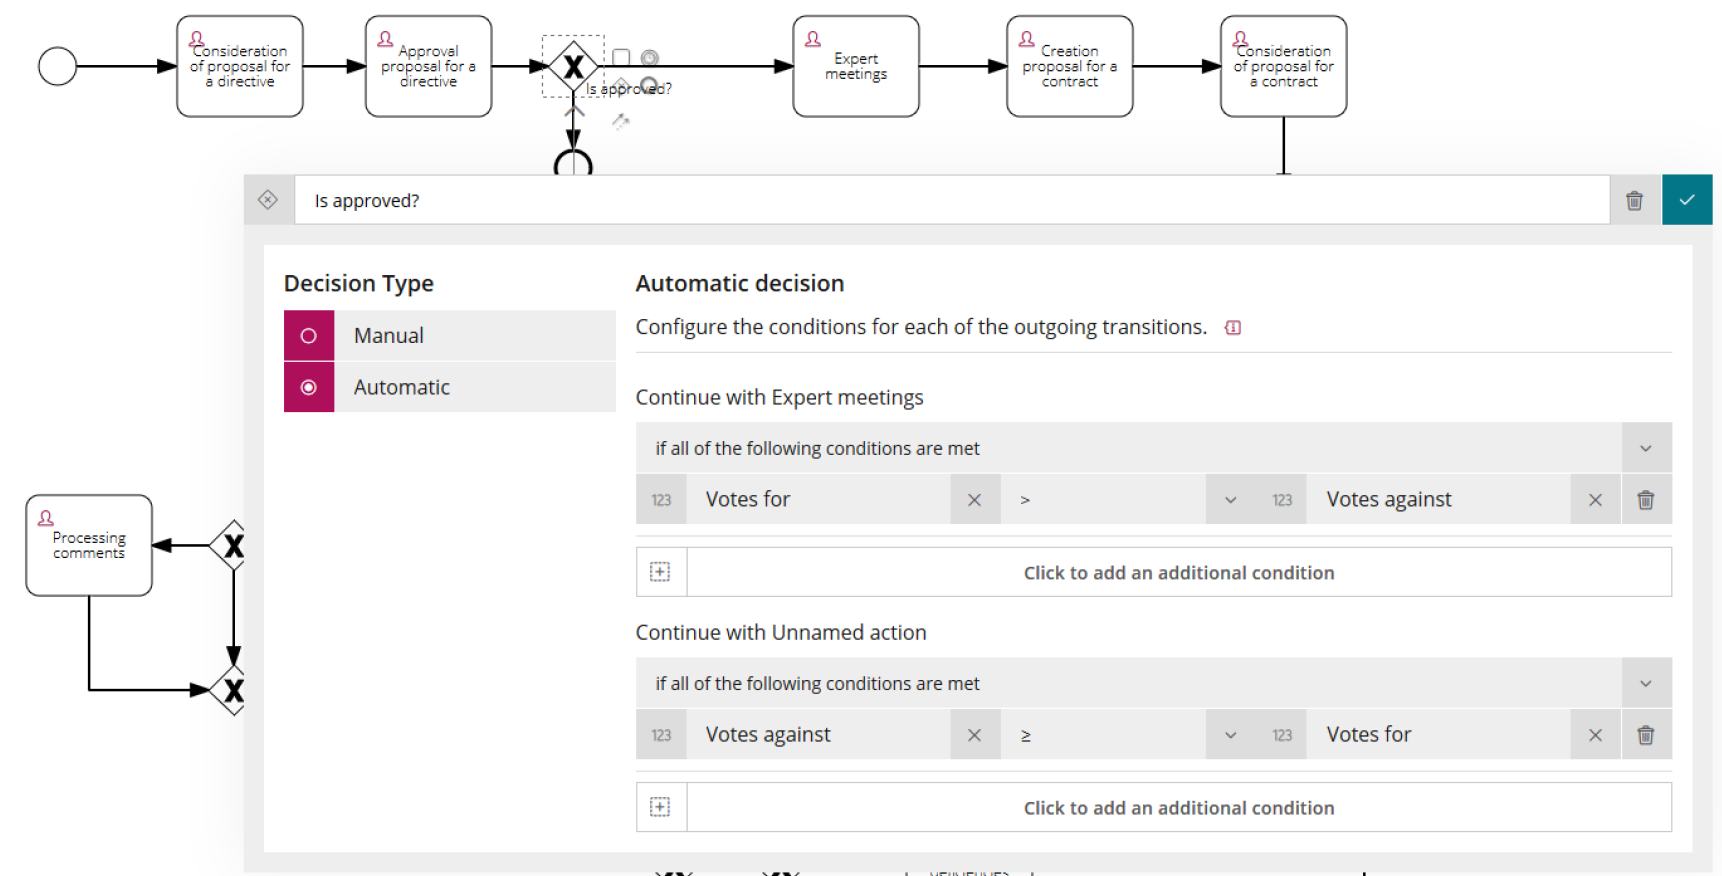 Consideration
of proposal for
a directive
Approval
proposal for a
directive
Is approved?
Expert
meetings
Creation
proposal for a
contract
Consideration
of proposal for
a contract
Is approved?
Decision Type
Manual
Automatic
Automatic decision
Configure the conditions for each of the outgoing transitions.
Continue with Expert meetings
if all of the following conditions are met
123 Votes for > 123 Votes against
Click to add an additional condition
Continue with Unnamed action
if all of the following conditions are met
123 Votes against ≥ 123 Votes for
Click to add an additional condition
Processing
comments